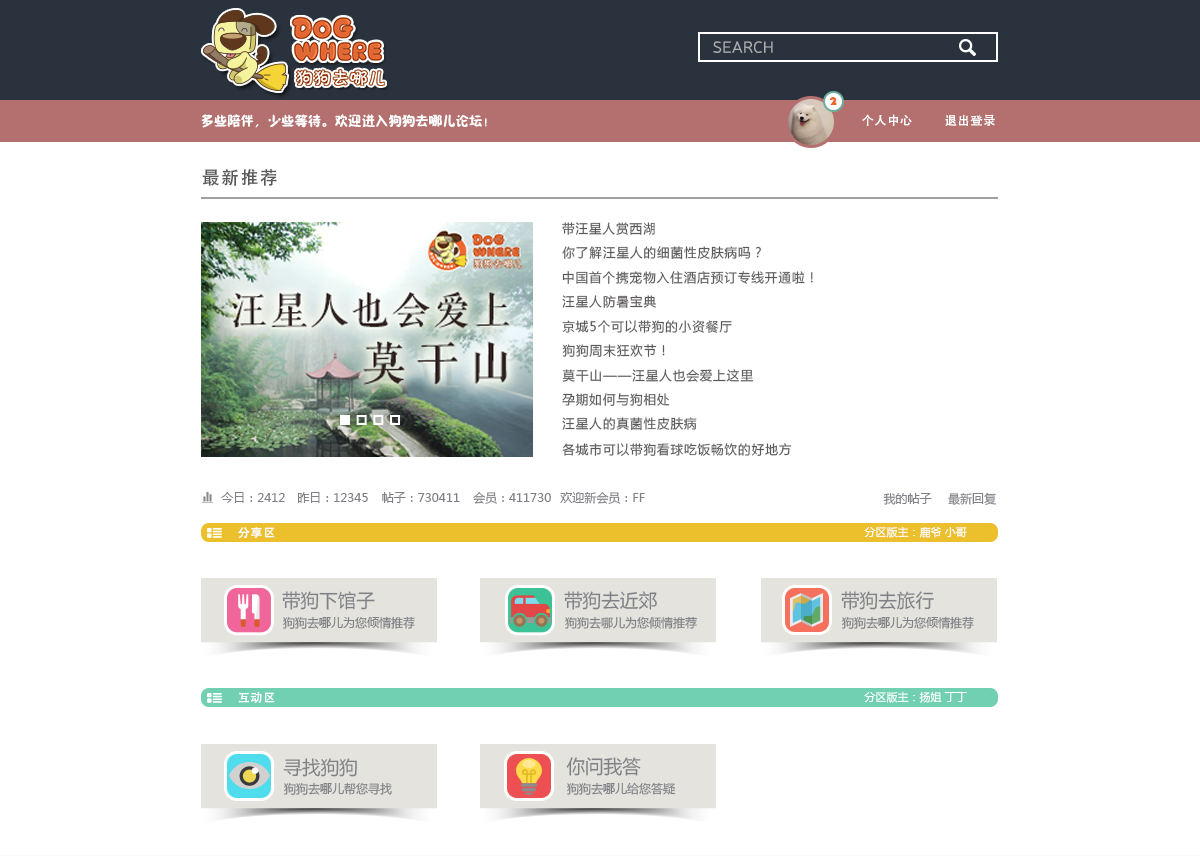 DOG
WHERE
狗狗去哪儿
SEARCH
多些陪伴，少些等待。欢迎进入狗狗去哪儿论坛！
2
个人中心 退出登录
最新推荐
DOG
WHERE
狗狗去哪儿
汪星人也会爱上
莫干山
带汪星人赏西湖
你了解汪星人的细菌性皮肤病吗？
中国首个携宠物入住酒店预订专线开通啦！
汪星人防暑宝典
京城5个可以带狗的小资餐厅
狗狗周末狂欢节！
莫干山——汪星人也会爱上这里
孕期如何与狗相处
汪星人的真菌性皮肤病
各城市可以带狗看球吃饭畅饮的好地方
今日：2412 昨日：12345 帖子：730411 会员：411730 欢迎新会员：FF
我的帖子 最新回复
分享区
分区版主：鹿爷 小哥
带狗下馆子
狗狗去哪儿为您倾情推荐
带狗去近郊
狗狗去哪儿为您倾情推荐
带狗去旅行
狗狗去哪儿为您倾情推荐
互动区
分区版主：扬姐 丁丁
寻找狗狗
狗狗去哪儿帮您寻找
你问我答
狗狗去哪儿给您答疑